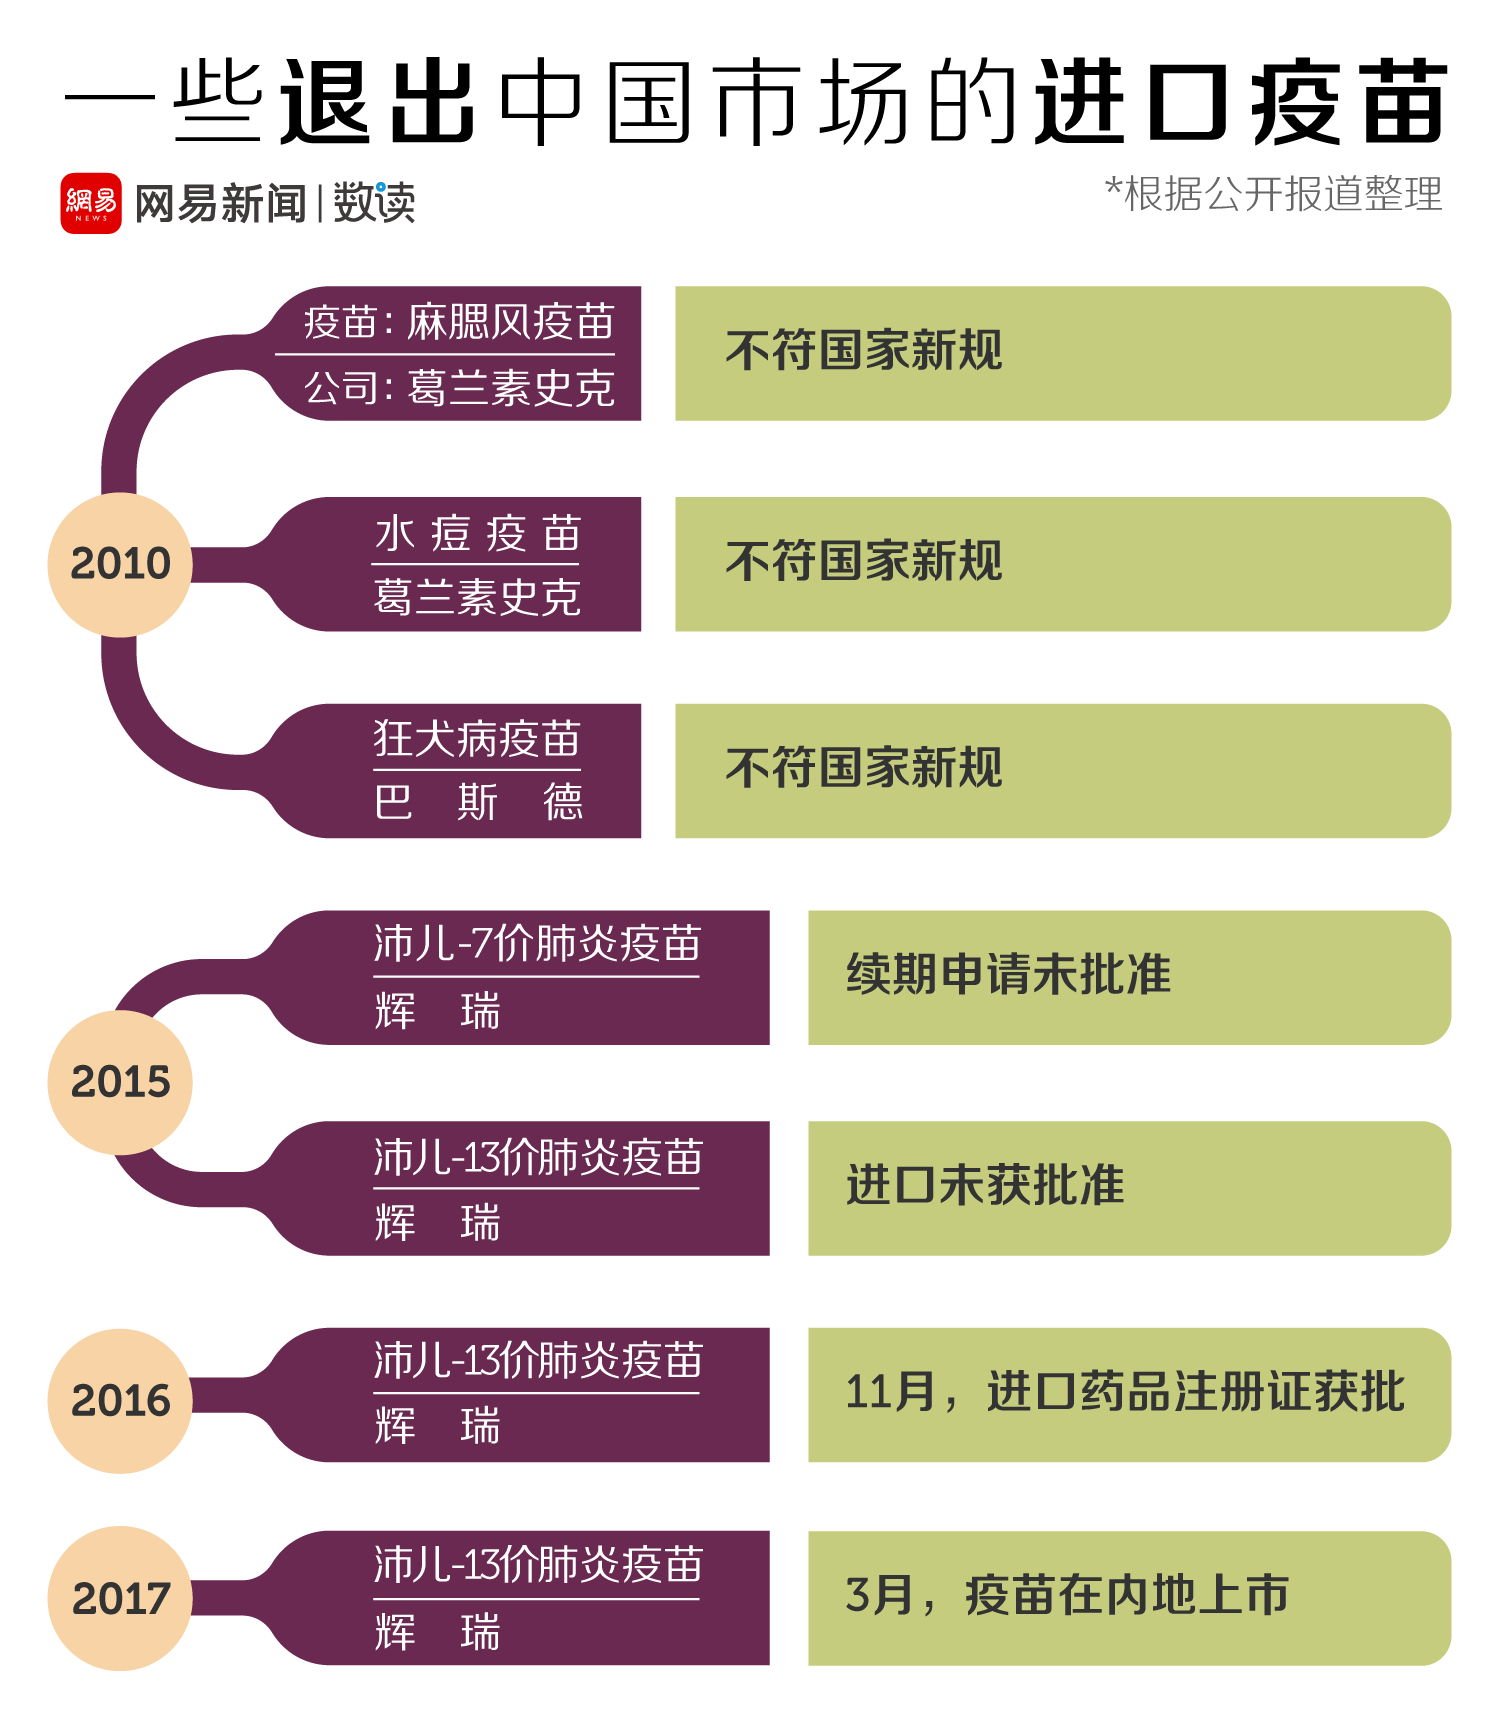 一些退出中国市场的进口疫苗
網易 NEWS 网易新闻 | 数读
*根据公开报道整理
2010
疫苗：麻腮风疫苗
公司：葛兰素史克
不符国家新规
水痘疫苗
葛兰素史克
不符国家新规
狂犬病疫苗
巴斯德
不符国家新规
2015
沛儿-7价肺炎疫苗
辉瑞
续期申请未批准
沛儿-13价肺炎疫苗
辉瑞
进口未获批准
2016
沛儿-13价肺炎疫苗
辉瑞
11月，进口药品注册证获批
2017
沛儿-13价肺炎疫苗
辉瑞
3月，疫苗在内地上市